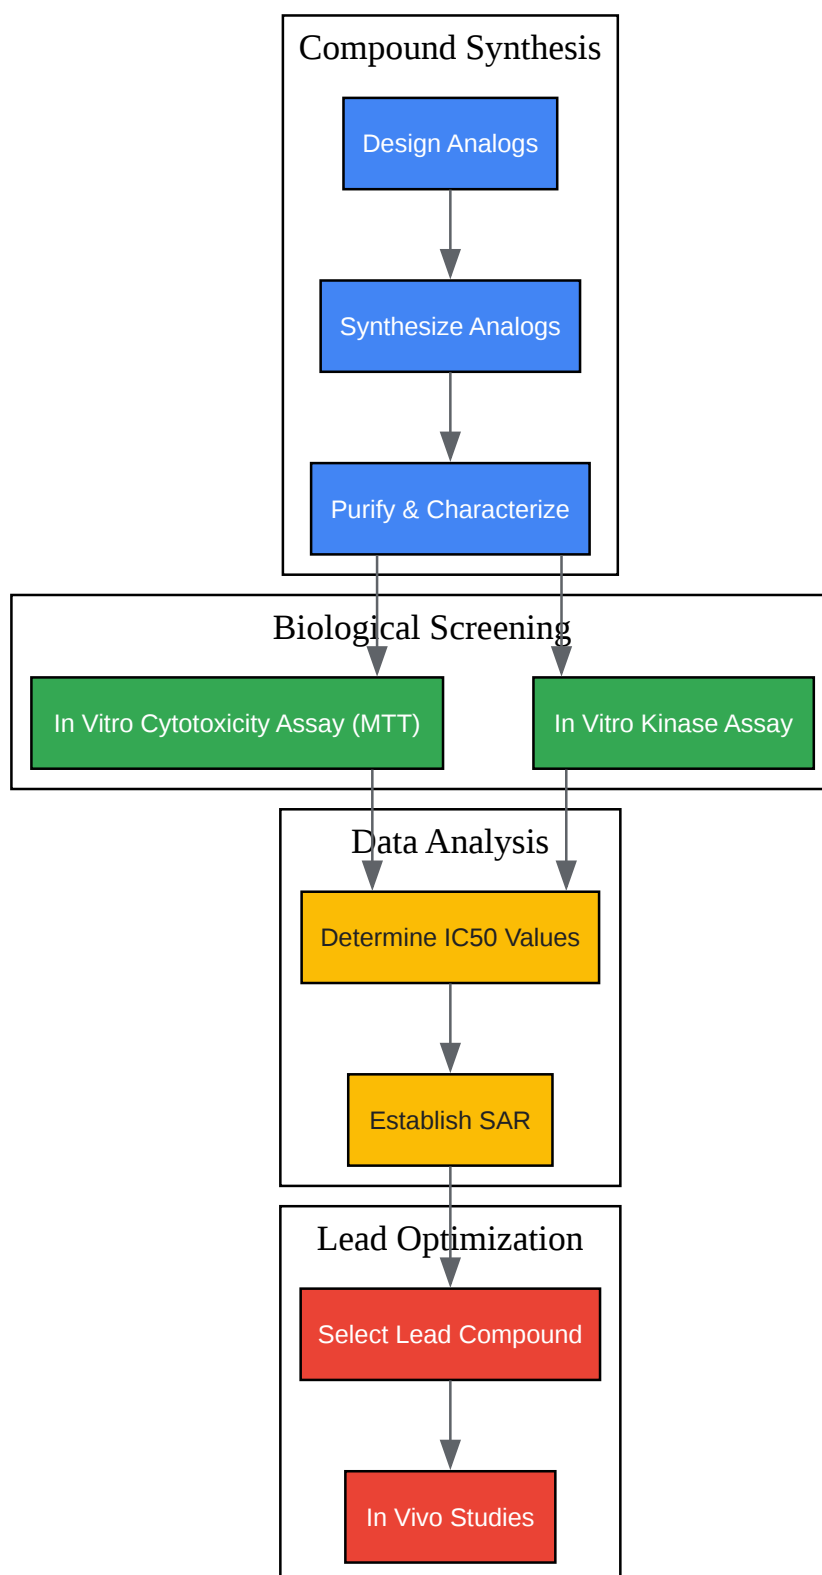 Compound Synthesis
Design Analogs
Synthesize Analogs
Purify & Characterize
Biological Screening
In Vitro Cytotoxicity Assay (MTT)
In Vitro Kinase Assay
Data Analysis
Determine IC50 Values
Establish SAR
Lead Optimization
Select Lead Compound
In Vivo Studies